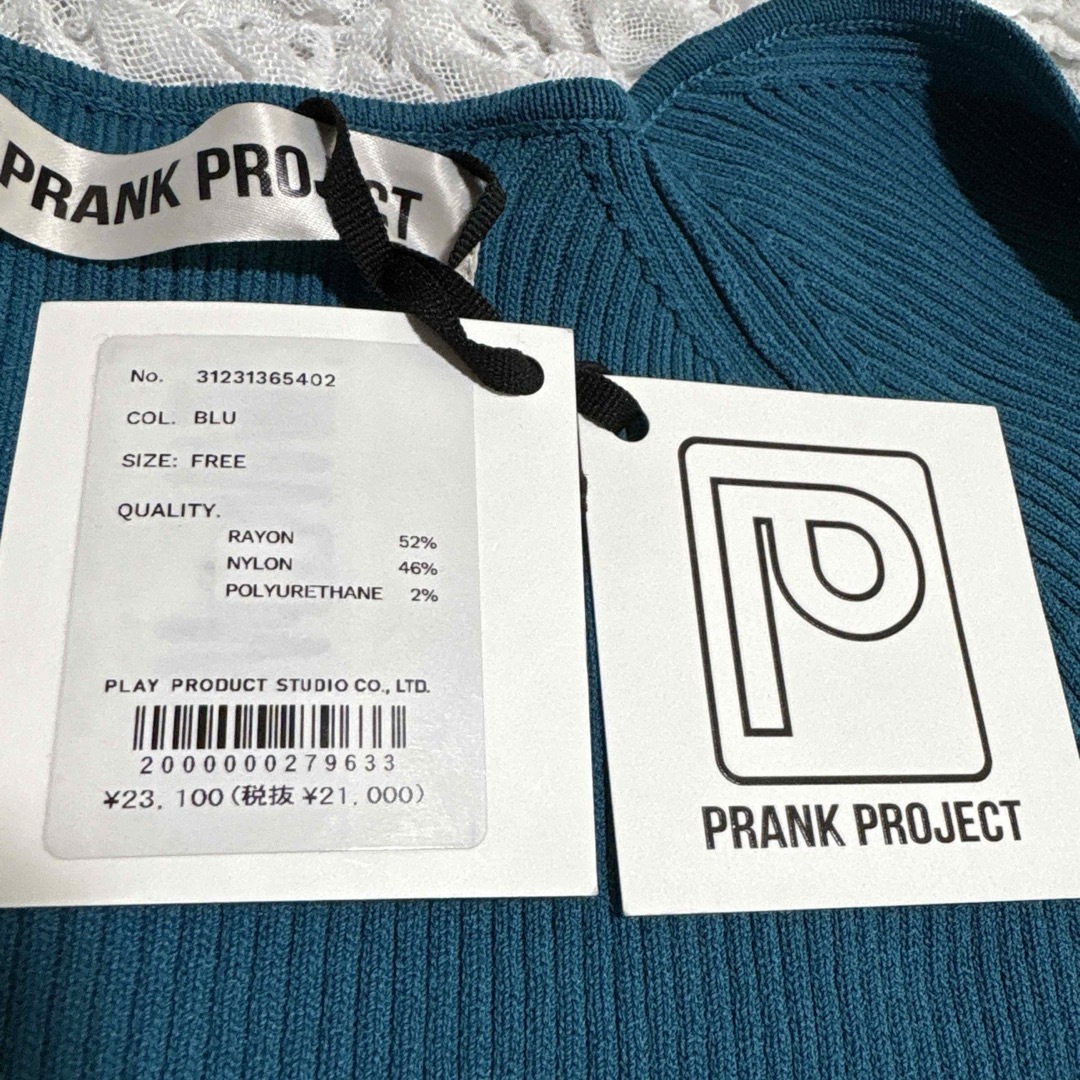 PRANK PROJECT
No. 31231365402
COL. BLU
SIZE: FREE
QUALITY.
RAYON 52%
NYLON 46%
POLYURETHANE 2%
PLAY PRODUCT STUDIO CO., LTD.
2000000279633
¥23,100(税抜 ¥21,000)
P
PRANK PROJECT